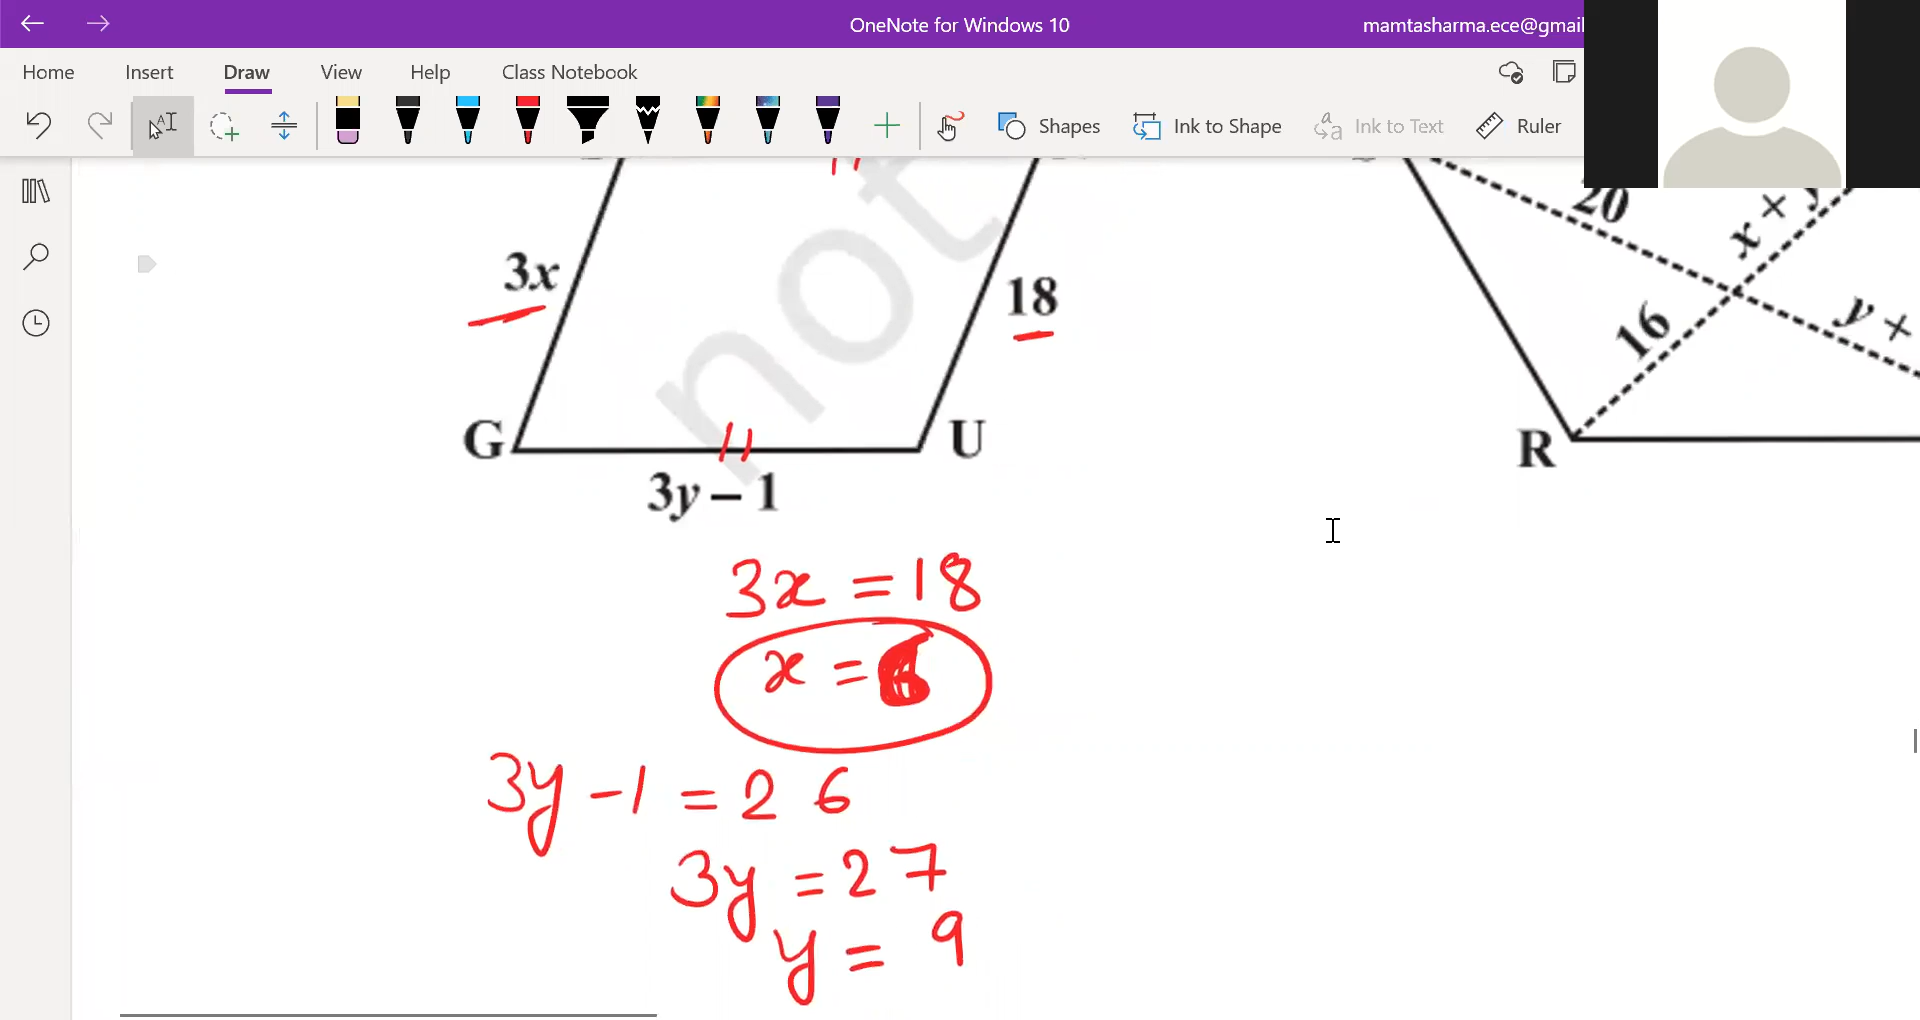 OneNote for Windows 10
mamtasharma.ece@gmail
Home Insert Draw View Help Class Notebook
Shapes Ink to Shape Ink to Text Ruler
not
3x
18
G
U
3y – 1
20
x + y
16
y +
R
3x = 18
x = 6
3y - 1 = 26
3y = 27
y = 9